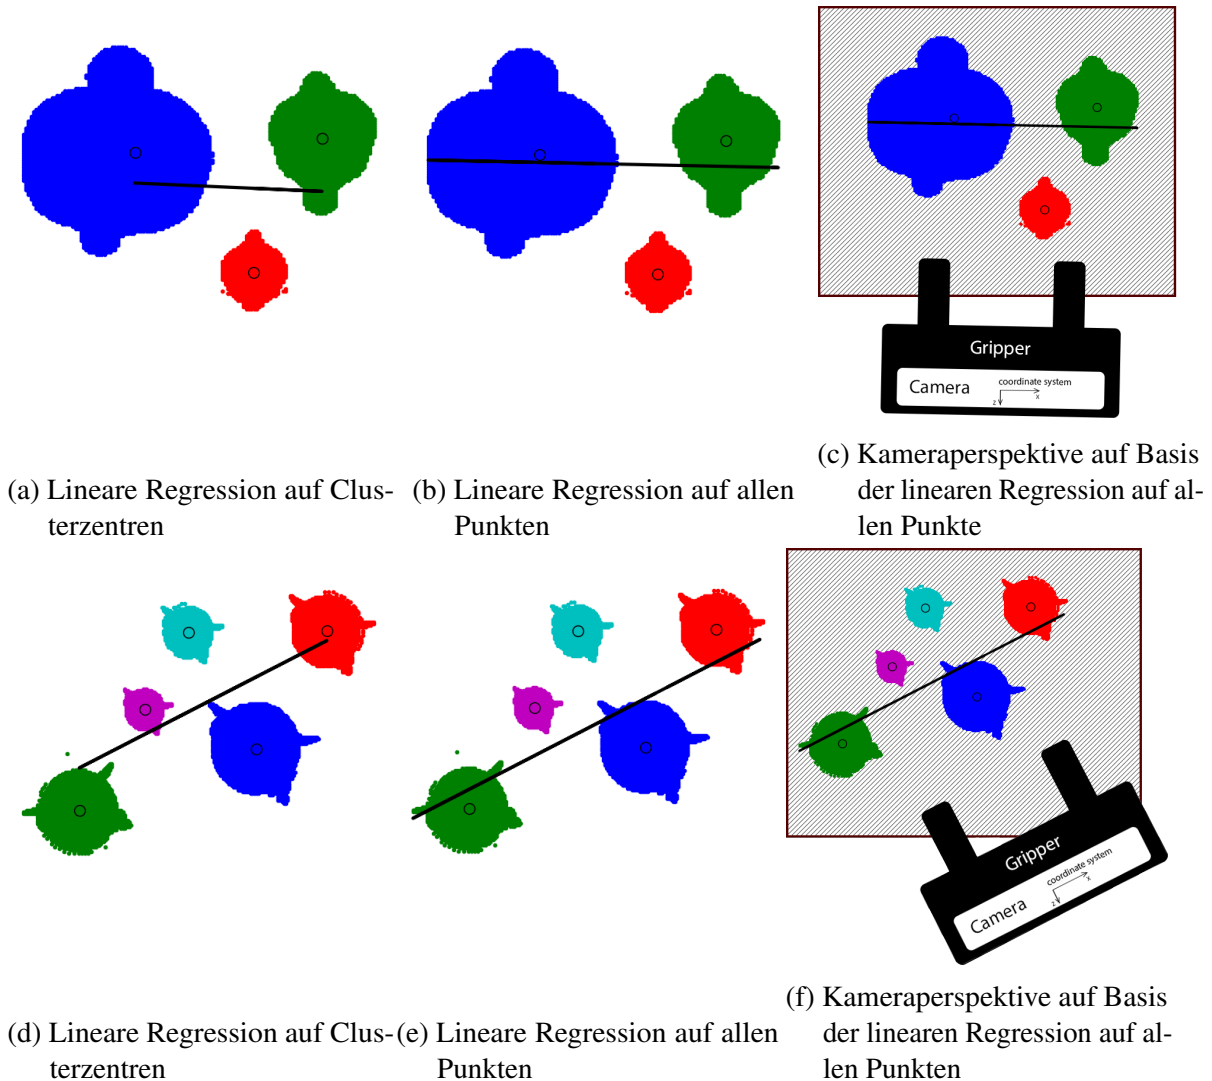 Gripper
Camera
coordinate system
x
z
(a) Lineare Regression auf Clus-
terzentren
(b) Lineare Regression auf allen
Punkten
(c) Kameraperspektive auf Basis
der linearen Regression auf al-
len Punkte
Gripper
Camera
coordinate system
x
z
(d) Lineare Regression auf Clus-
terzentren
(e) Lineare Regression auf allen
Punkten
(f) Kameraperspektive auf Basis
der linearen Regression auf al-
len Punkten